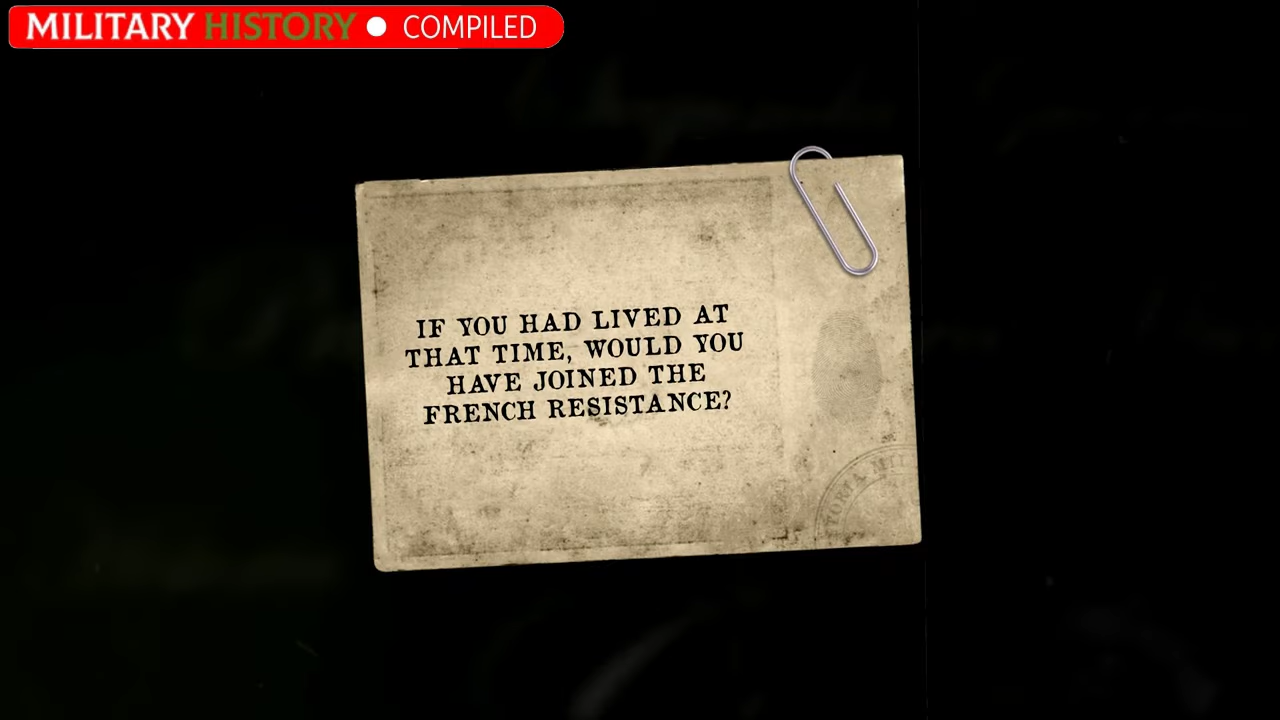 MILITARY HISTORY ● COMPILED
IF YOU HAD LIVED AT
THAT TIME, WOULD YOU
HAVE JOINED THE
FRENCH RESISTANCE?